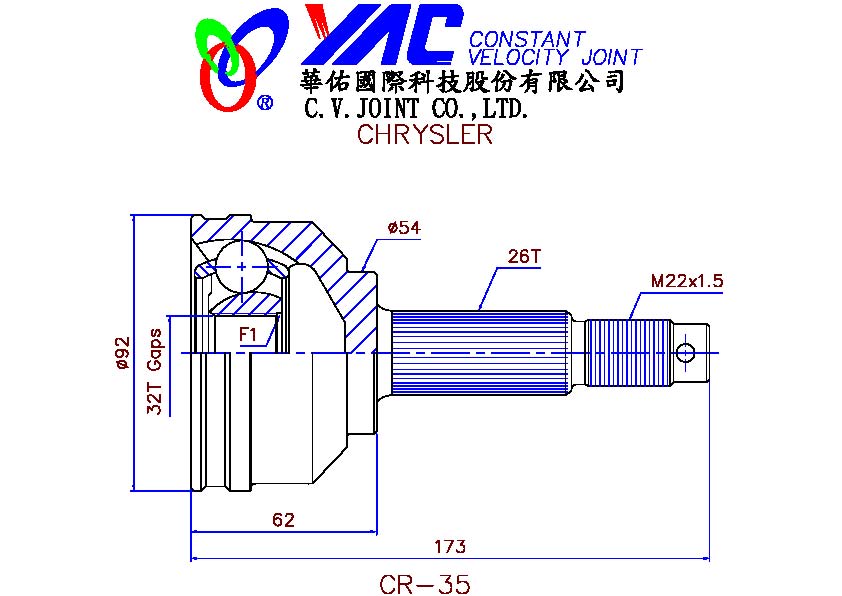 YAC CONSTANT
VELOCITY JOINT
®
華佑國際科技股份有限公司
C.V.JOINT CO.,LTD.
CHRYSLER
ø54
26T
M22x1.5
F1
ø92
32T Gaps
62
173
CR-35